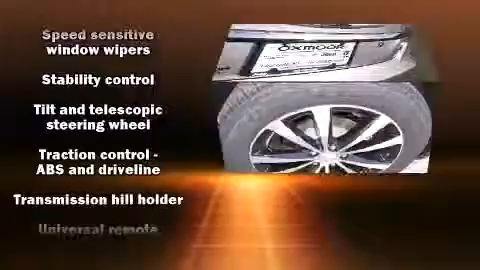 Speed sensitive
window wipers
Stability control
Tilt and telescopic
steering wheel
Traction control -
ABS and driveline
Transmission hill holder
Universal remote
OXMOOR